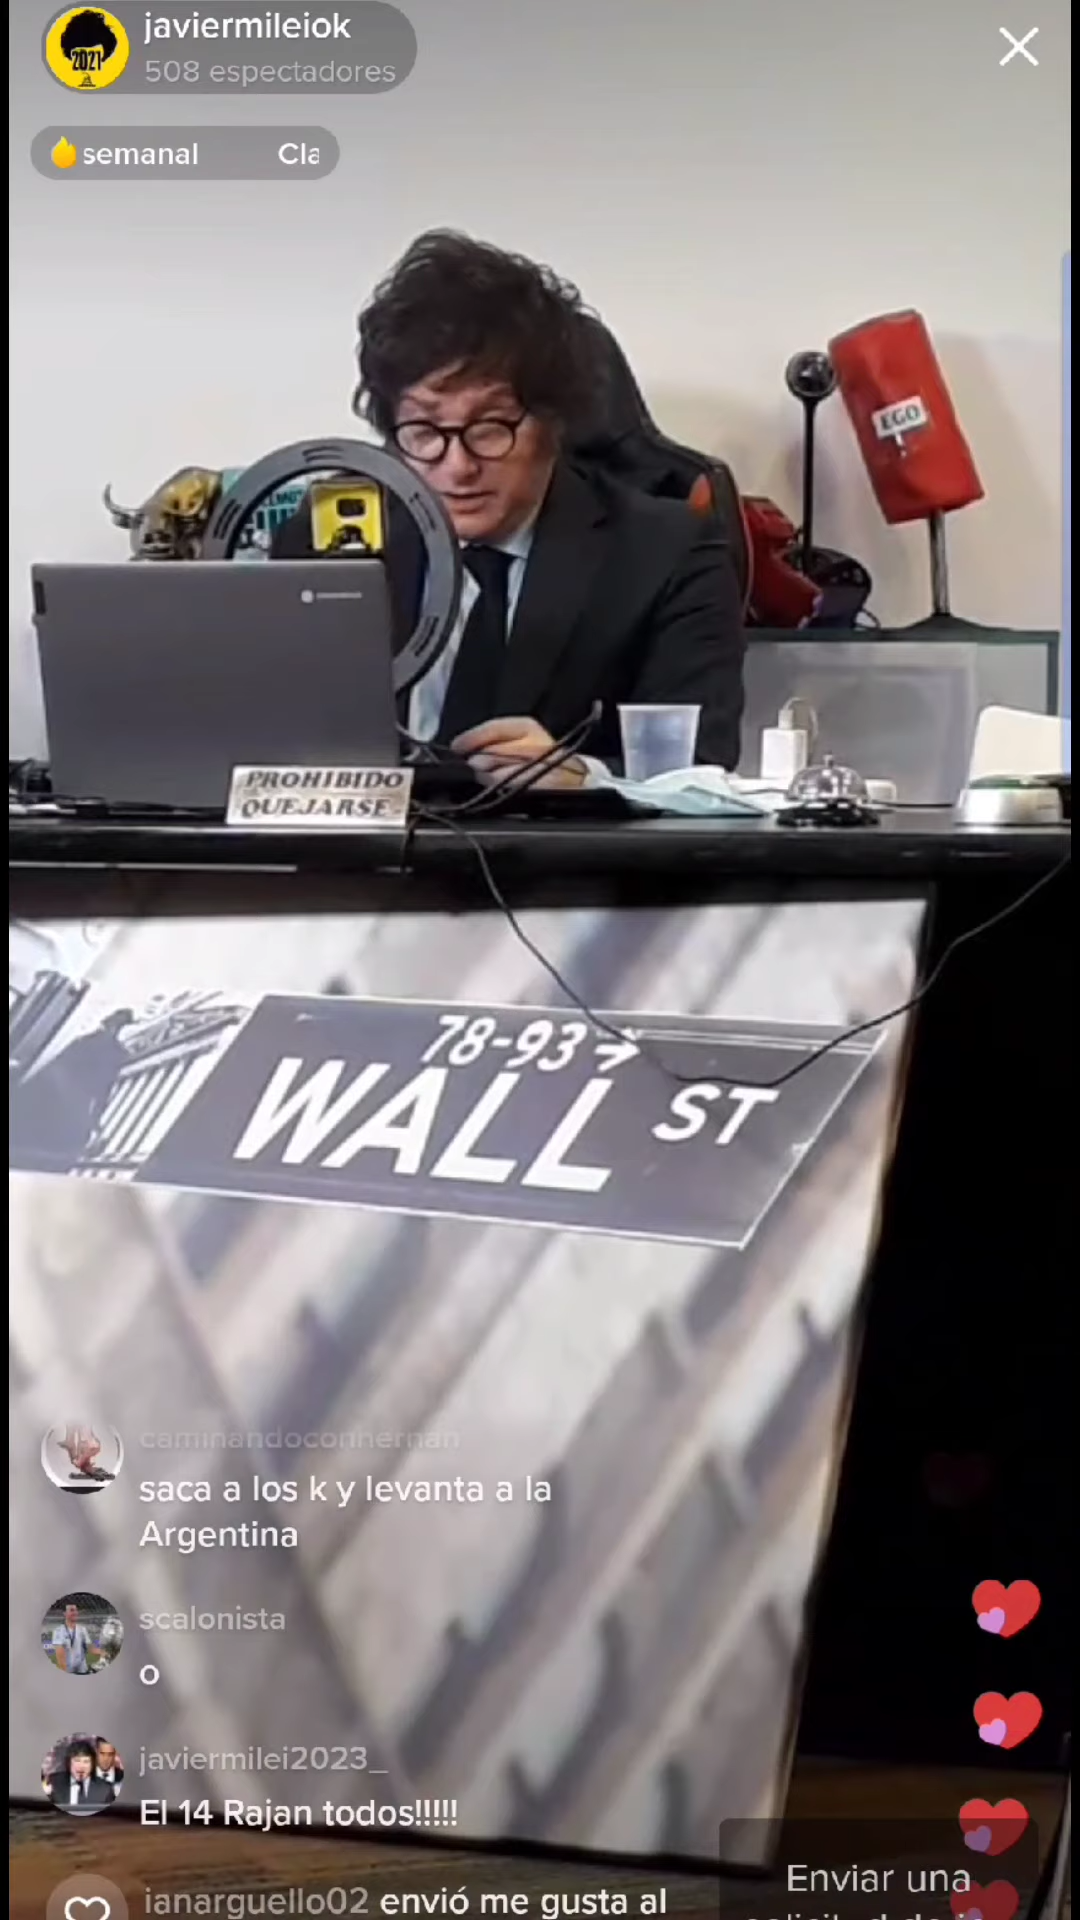 2021
javiermileiok
508 espectadores
semanal
Cla
EGO
PROHIBIDO
QUEJARSE
78-93
WALL ST
caminandoconhernan
saca a los k y levanta a la
Argentina
scalonista
o
javiermilei2023_
El 14 Rajan todos!!!!!
ianarguello02 envió me gusta al
Enviar una